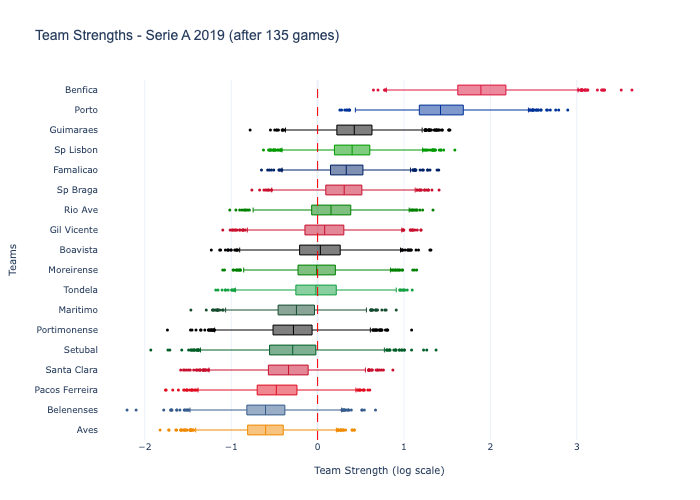 Team Strengths - Serie A 2019 (after 135 games)
Benfica
Porto
Guimaraes
Sp Lisbon
Famalicao
Sp Braga
Rio Ave
Gil Vicente
Boavista
Moreirense
Tondela
Maritimo
Portimonense
Setubal
Santa Clara
Pacos Ferreira
Belenenses
Aves
Teams
−2 −1 0 1 2 3
Team Strength (log scale)